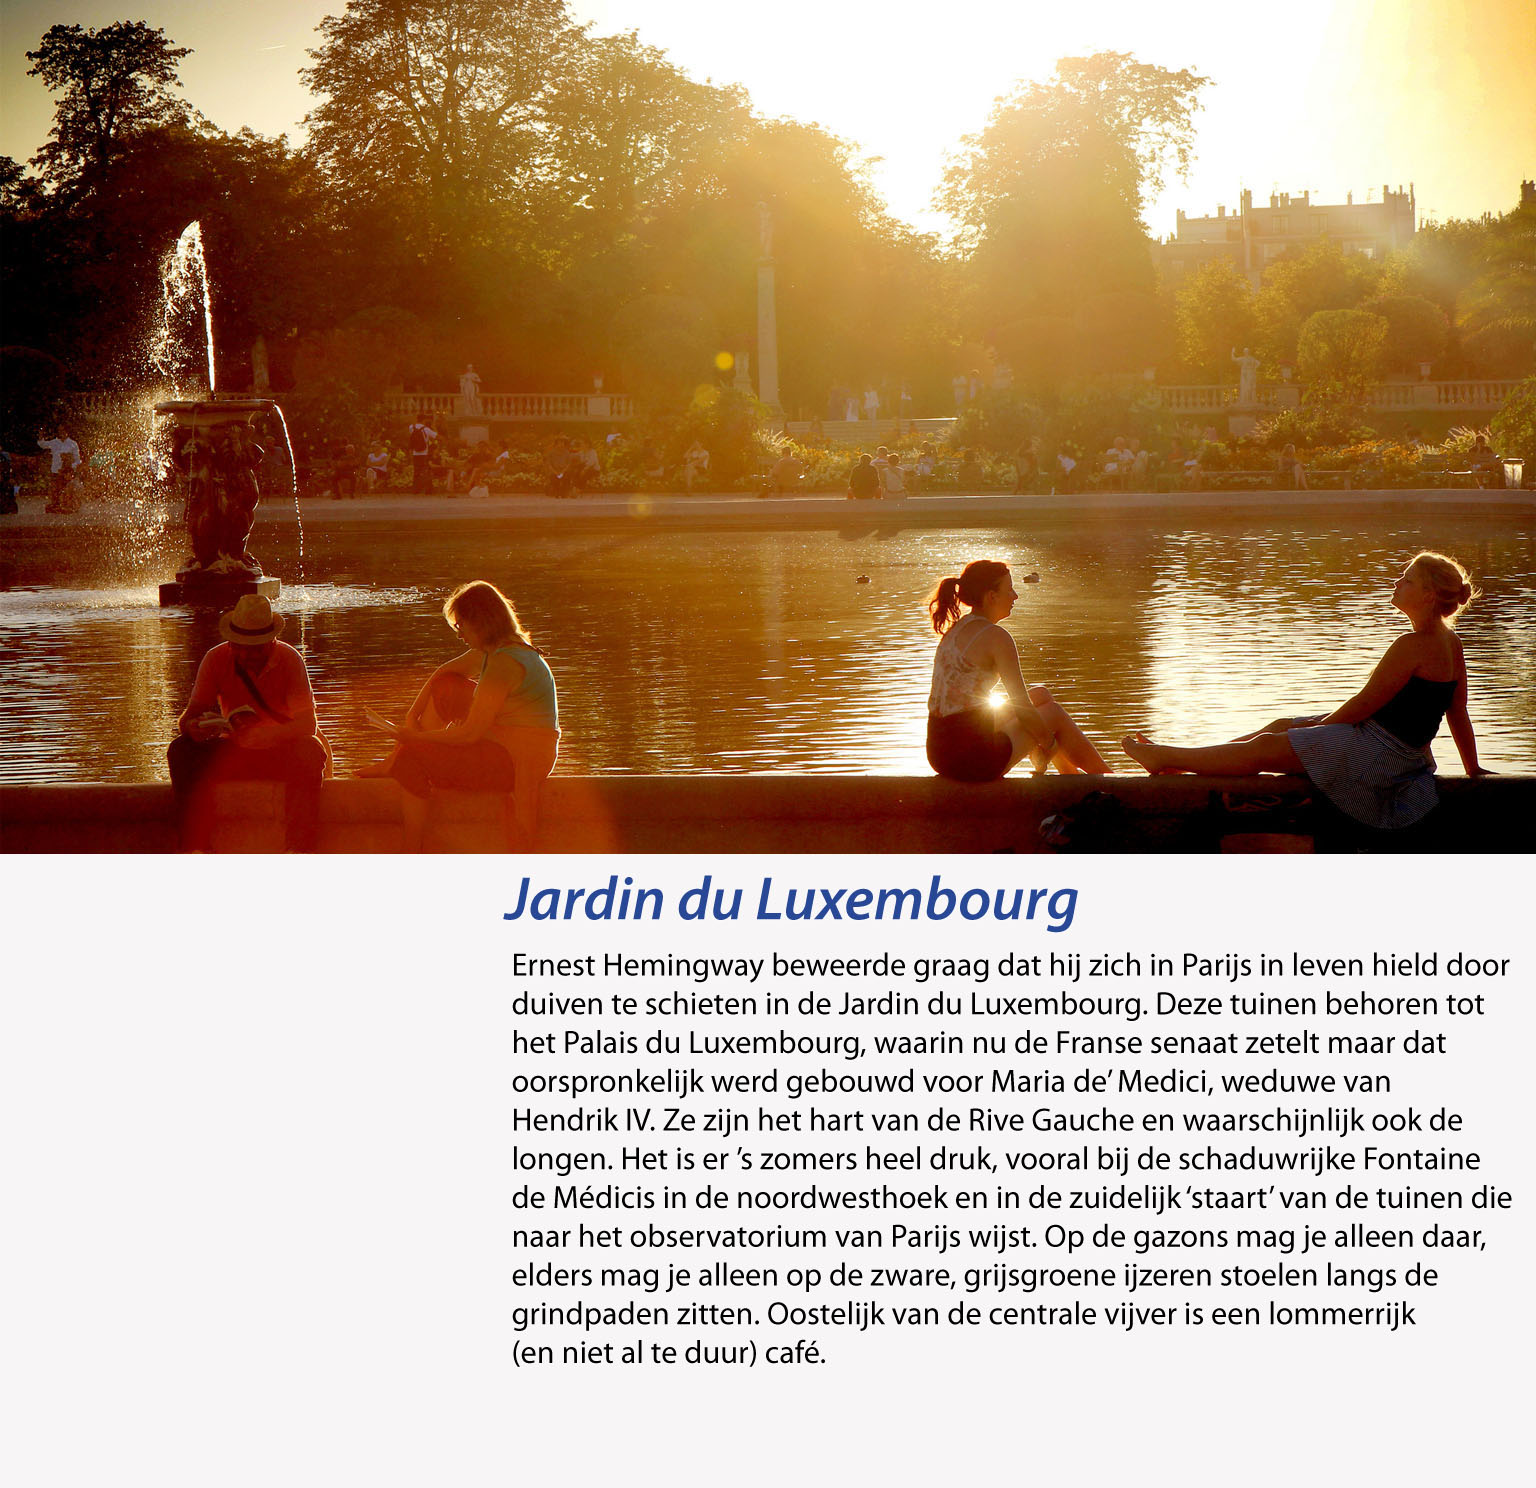 Jardin du Luxembourg
Ernest Hemingway beweerde graag dat hij zich in Parijs in leven hield door
duiven te schieten in de Jardin du Luxembourg. Deze tuinen behoren tot
het Palais du Luxembourg, waarin nu de Franse senaat zetelt maar dat
oorspronkelijk werd gebouwd voor Maria de’ Medici, weduwe van
Hendrik IV. Ze zijn het hart van de Rive Gauche en waarschijnlijk ook de
longen. Het is er ’s zomers heel druk, vooral bij de schaduwrijke Fontaine
de Médicis in de noordwesthoek en in de zuidelijk ‘staart’ van de tuinen die
naar het observatorium van Parijs wijst. Op de gazons mag je alleen daar,
elders mag je alleen op de zware, grijsgroene ijzeren stoelen langs de
grindpaden zitten. Oostelijk van de centrale vijver is een lommerrijk
(en niet al te duur) café.